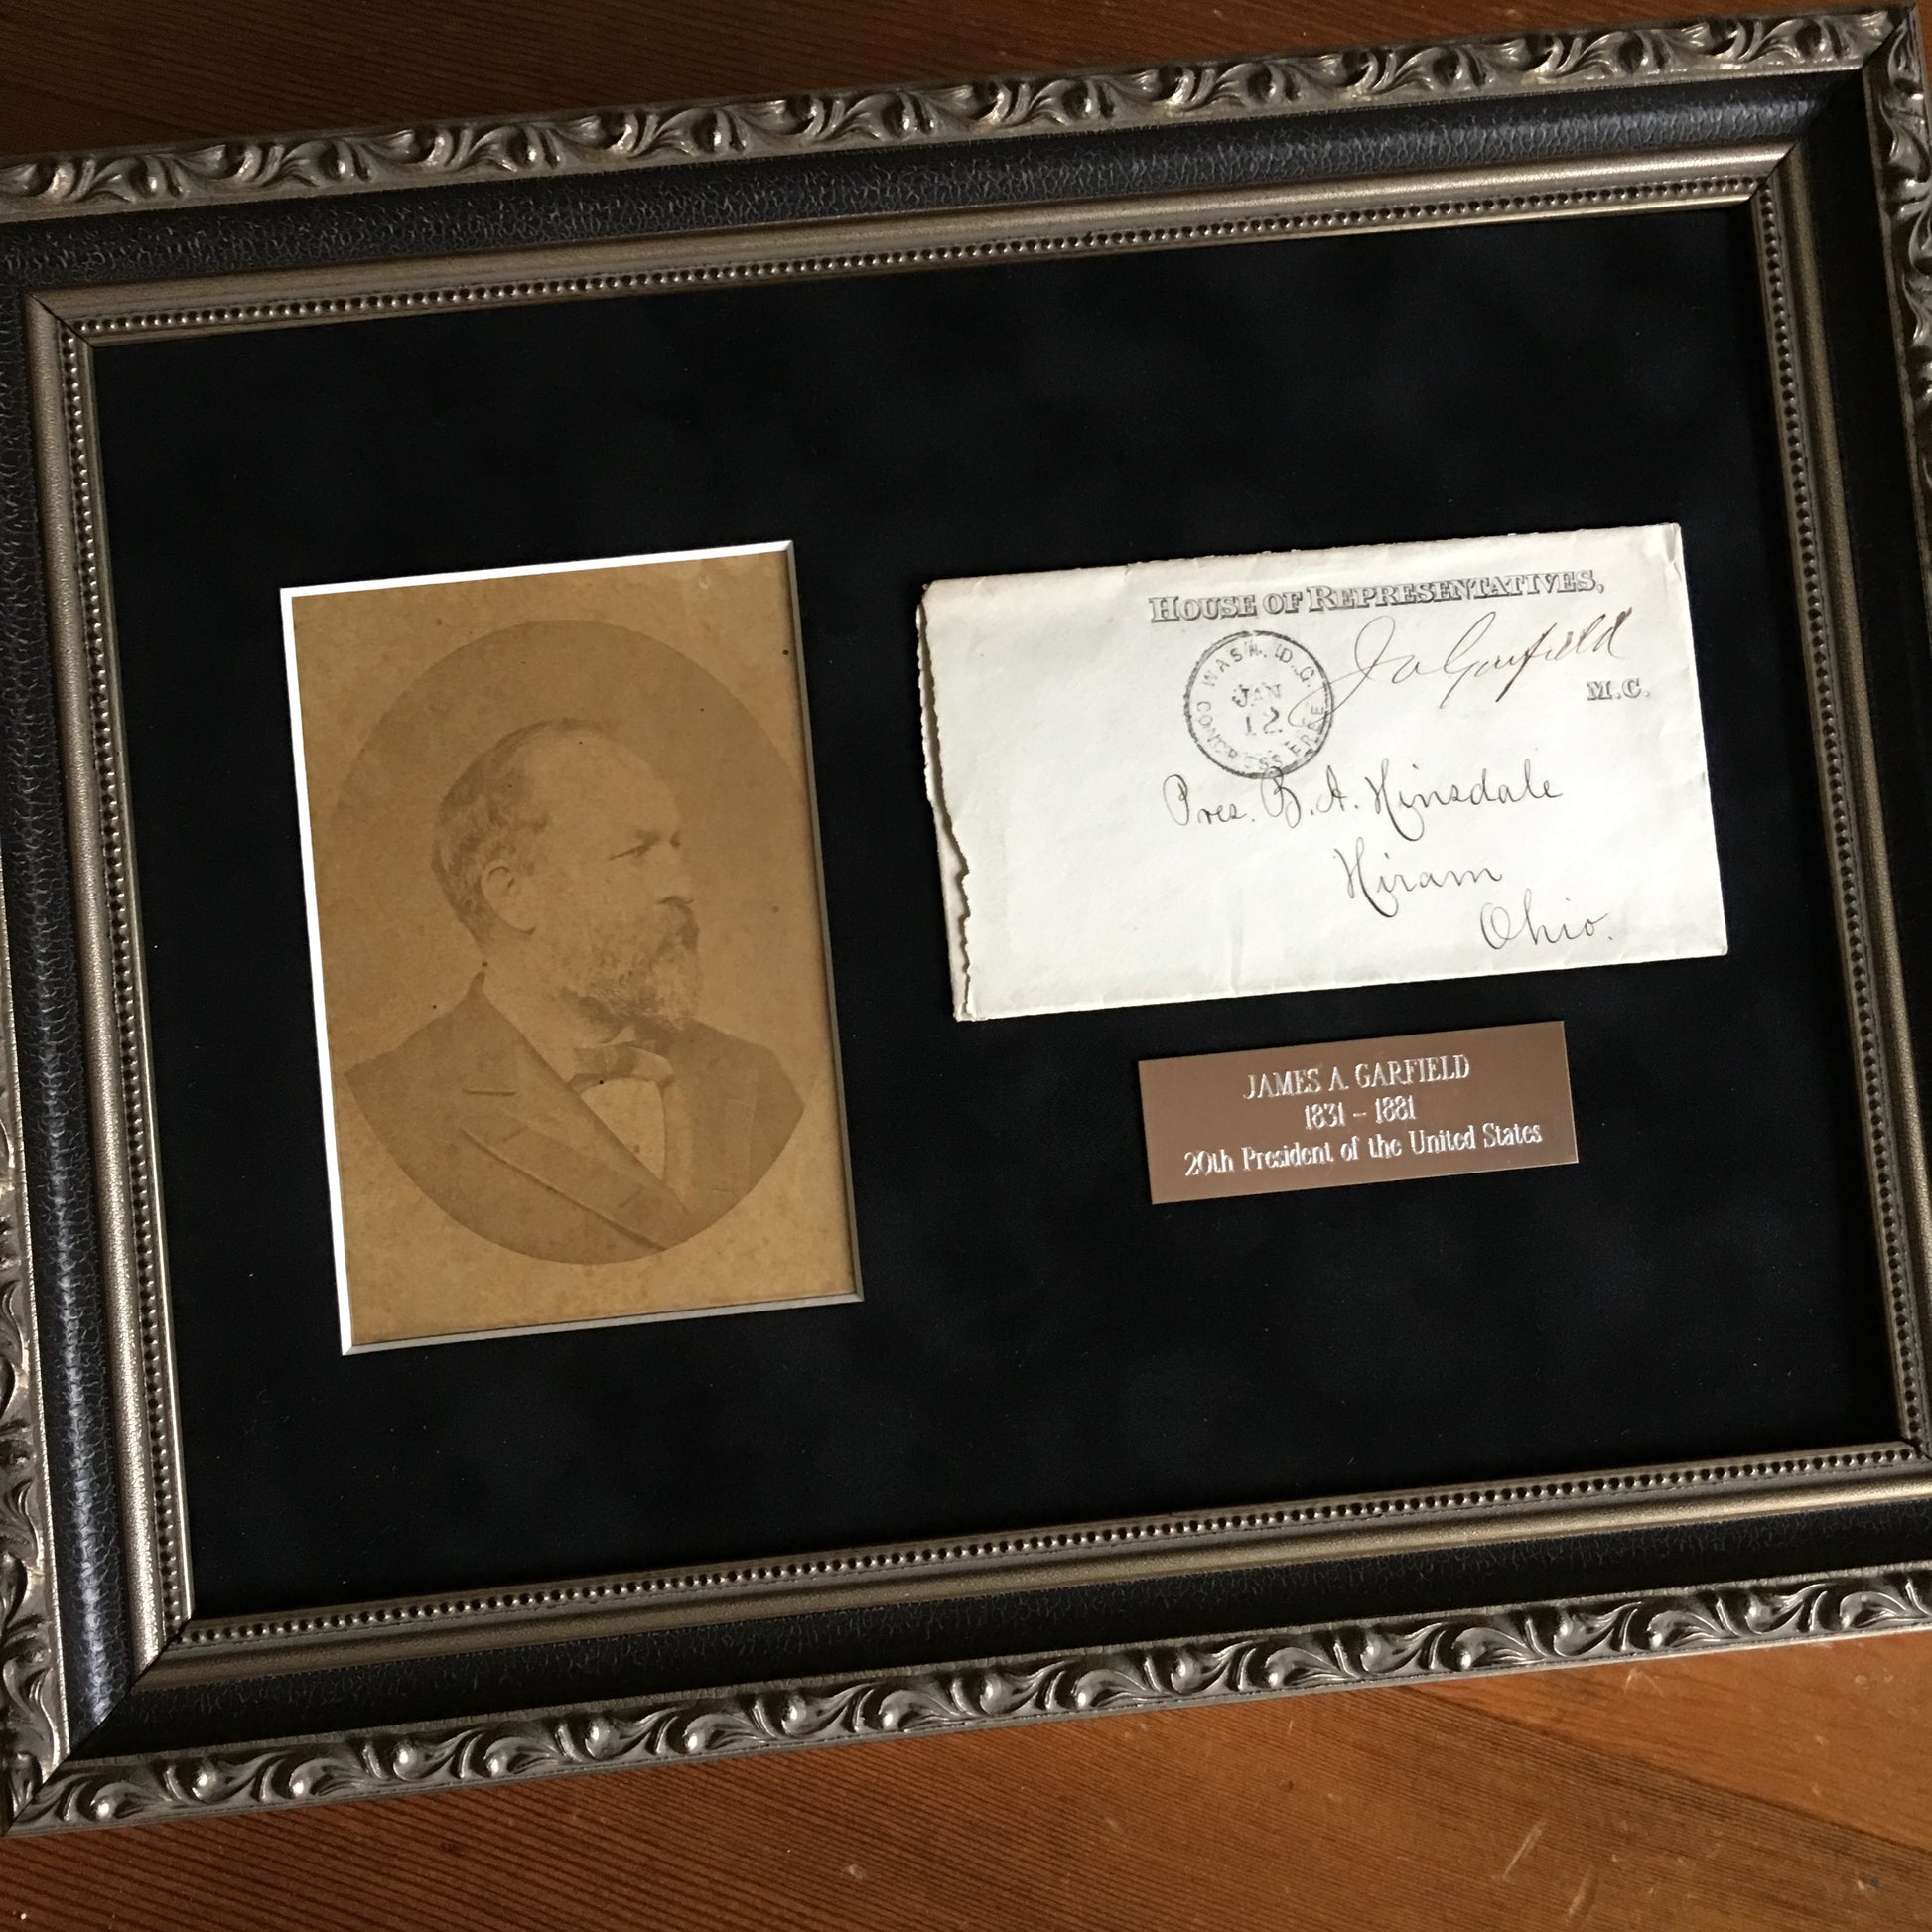 HOUSE OF REPRESENTATIVES,
WASH. D.C.
JAN
12
CONGRESS FREE
JAGarfield
M.C.
Pres. B. A. Hinsdale
Hiram
Ohio.
JAMES A. GARFIELD
1831 – 1881
20th President of the United States